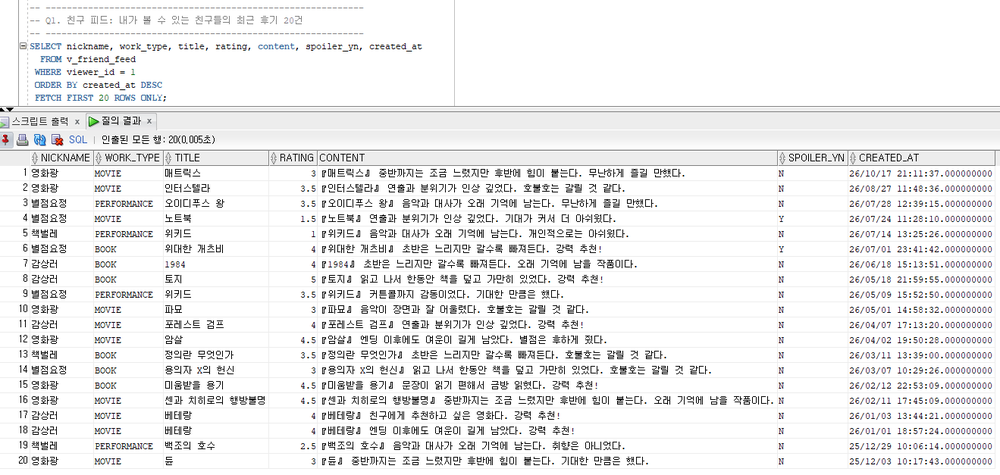 -- Q1. 친구 피드: 내가 볼 수 있는 친구들의 최근 후기 20건
SELECT nickname, work_type, title, rating, content, spoiler_yn, created_at
FROM v_friend_feed
WHERE viewer_id = 1
ORDER BY created_at DESC
FETCH FIRST 20 ROWS ONLY;
스크립트 출력 × 질의 결과 ×
SQL | 인출된 모든 행: 20(0,005초)
NICKNAME WORK_TYPE TITLE RATING CONTENT SPOILER_YN CREATED_AT
1 영화광 MOVIE 매트릭스 3 『매트릭스』 중반까지는 조금 느렸지만 후반에 힘이 붙는다. 무난하게 즐길 만했다. N 26/10/17 21:11:37.000000000
2 영화광 MOVIE 인터스텔라 3.5 『인터스텔라』 연출과 분위기가 인상 깊었다. 호불호는 갈릴 것 같다. N 26/08/27 11:48:36.000000000
3 별점요정 PERFORMANCE 오이디푸스 왕 3.5 『오이디푸스 왕』 음악과 대사가 오래 기억에 남는다. 무난하게 즐길 만했다. N 26/07/28 12:39:15.000000000
4 별점요정 MOVIE 노트북 1.5 『노트북』 연출과 분위기가 인상 깊었다. 기대가 커서 더 아쉬웠다. Y 26/07/24 11:28:10.000000000
5 책벌레 PERFORMANCE 위키드 1 『위키드』 음악과 대사가 오래 기억에 남는다. 개인적으로는 아쉬웠다. N 26/07/14 13:25:26.000000000
6 별점요정 BOOK 위대한 개츠비 4 『위대한 개츠비』 초반은 느리지만 갈수록 빠져든다. 강력 추천! Y 26/07/01 23:41:42.000000000
7 감상러 BOOK 1984 4 『1984』 초반은 느리지만 갈수록 빠져든다. 오래 기억에 남을 작품이다. N 26/06/18 15:13:51.000000000
8 감상러 BOOK 토지 5 『토지』 읽고 나서 한동안 책을 덮고 가만히 있었다. 강력 추천! N 26/05/18 21:59:55.000000000
9 별점요정 PERFORMANCE 위키드 3.5 『위키드』 커튼콜까지 감동이었다. 기대한 만큼은 했다. N 26/05/09 15:52:50.000000000
10 영화광 MOVIE 파묘 3 『파묘』 음악이 장면과 잘 어울렸다. 호불호는 갈릴 것 같다. N 26/05/01 14:58:32.000000000
11 감상러 MOVIE 포레스트 검프 4 『포레스트 검프』 연출과 분위기가 인상 깊었다. 강력 추천! N 26/04/07 17:13:20.000000000
12 영화광 MOVIE 암살 4.5 『암살』 엔딩 이후에도 여운이 길게 남았다. 별점은 후하게 줬다. N 26/04/02 19:50:28.000000000
13 책벌레 BOOK 정의란 무엇인가 3.5 『정의란 무엇인가』 초반은 느리지만 갈수록 빠져든다. 호불호는 갈릴 것 같다. N 26/03/11 13:39:00.000000000
14 별점요정 BOOK 용의자 X의 헌신 3 『용의자 X의 헌신』 읽고 나서 한동안 책을 덮고 가만히 있었다. 호불호는 갈릴 것 같다. N 26/03/07 10:29:26.000000000
15 영화광 BOOK 미움받을 용기 4.5 『미움받을 용기』 문장이 읽기 편해서 금방 읽혔다. 강력 추천! N 26/02/12 22:53:09.000000000
16 영화광 MOVIE 센과 치히로의 행방불명 4.5 『센과 치히로의 행방불명』 중반까지는 조금 느렸지만 후반에 힘이 붙는다. 오래 기억에 남을 작품이다. N 26/02/11 17:45:09.000000000
17 감상러 MOVIE 베테랑 4 『베테랑』 친구에게 추천하고 싶은 영화다. 강력 추천! N 26/01/03 13:44:21.000000000
18 감상러 MOVIE 베테랑 4 『베테랑』 엔딩 이후에도 여운이 길게 남았다. 강력 추천! N 26/01/01 18:57:24.000000000
19 책벌레 PERFORMANCE 백조의 호수 2.5 『백조의 호수』 음악과 대사가 오래 기억에 남는다. 취향은 아니었다. N 25/12/29 10:06:14.000000000
20 영화광 MOVIE 듄 3 『듄』 중반까지는 조금 느렸지만 후반에 힘이 붙는다. 기대한 만큼은 했다. N 25/12/03 10:17:43.000000000